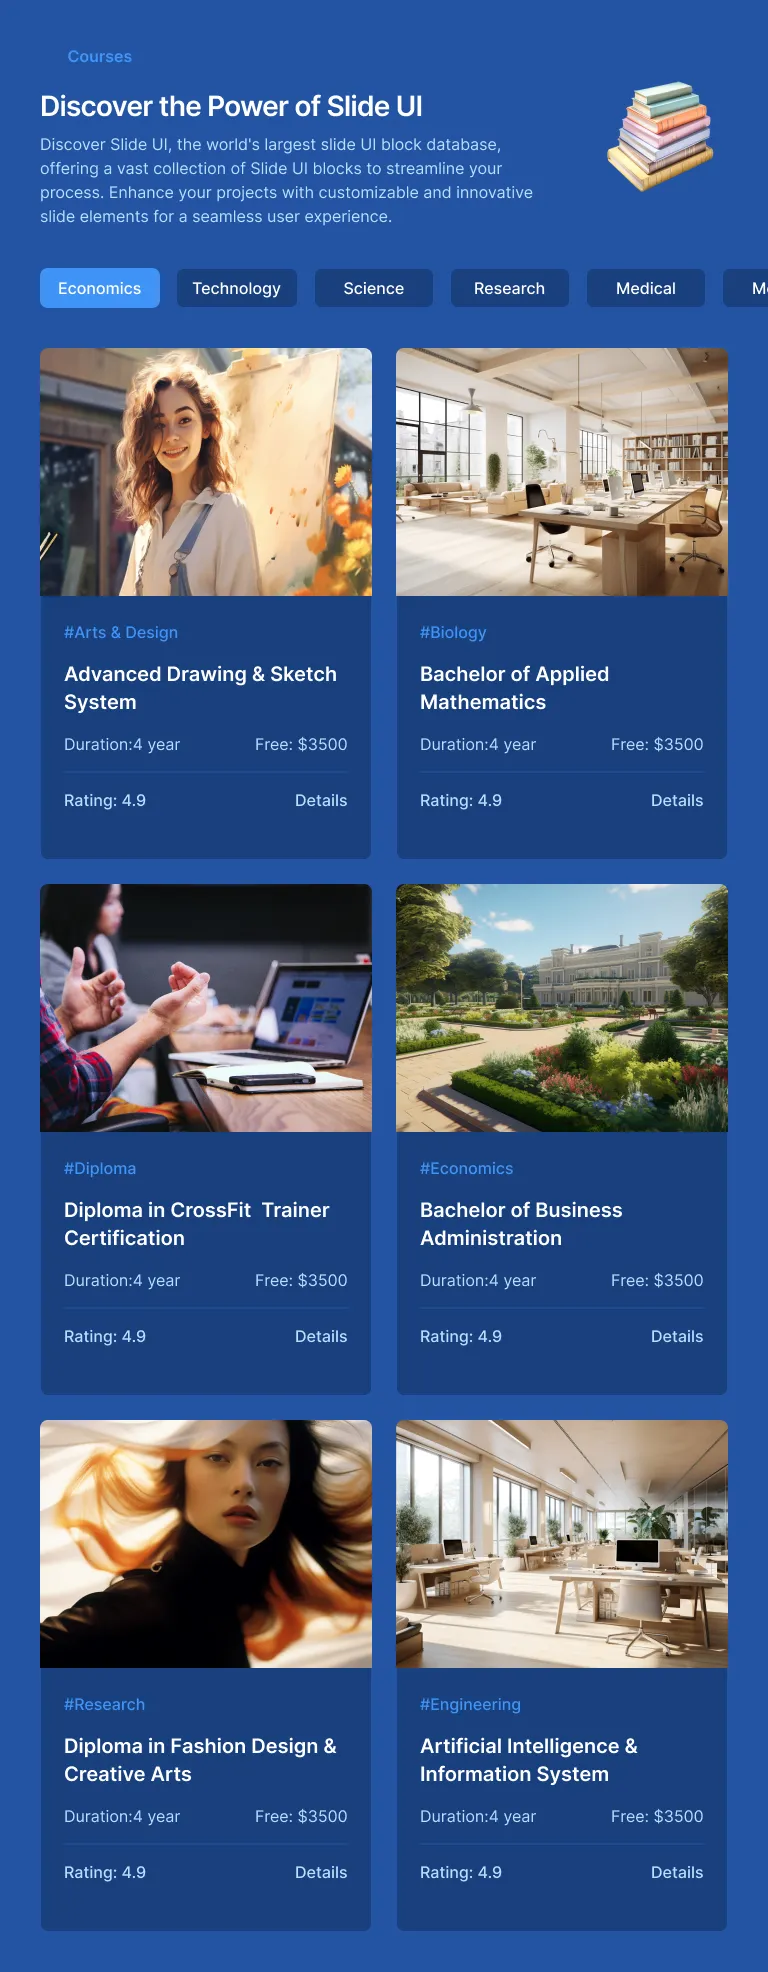 Courses
Discover the Power of Slide UI
Discover Slide UI, the world's largest slide UI block database,
offering a vast collection of Slide UI blocks to streamline your
process. Enhance your projects with customizable and innovative
slide elements for a seamless user experience.
Economics
Technology
Science
Research
Medical
#Arts & Design
Advanced Drawing & Sketch
System
Duration:4 year
Free: $3500
Rating: 4.9
Details
#Biology
Bachelor of Applied
Mathematics
Duration:4 year
Free: $3500
Rating: 4.9
Details
#Diploma
Diploma in CrossFit  Trainer
Certification
Duration:4 year
Free: $3500
Rating: 4.9
Details
#Economics
Bachelor of Business
Administration
Duration:4 year
Free: $3500
Rating: 4.9
Details
#Research
Diploma in Fashion Design &
Creative Arts
Duration:4 year
Free: $3500
Rating: 4.9
Details
#Engineering
Artificial Intelligence &
Information System
Duration:4 year
Free: $3500
Rating: 4.9
Details